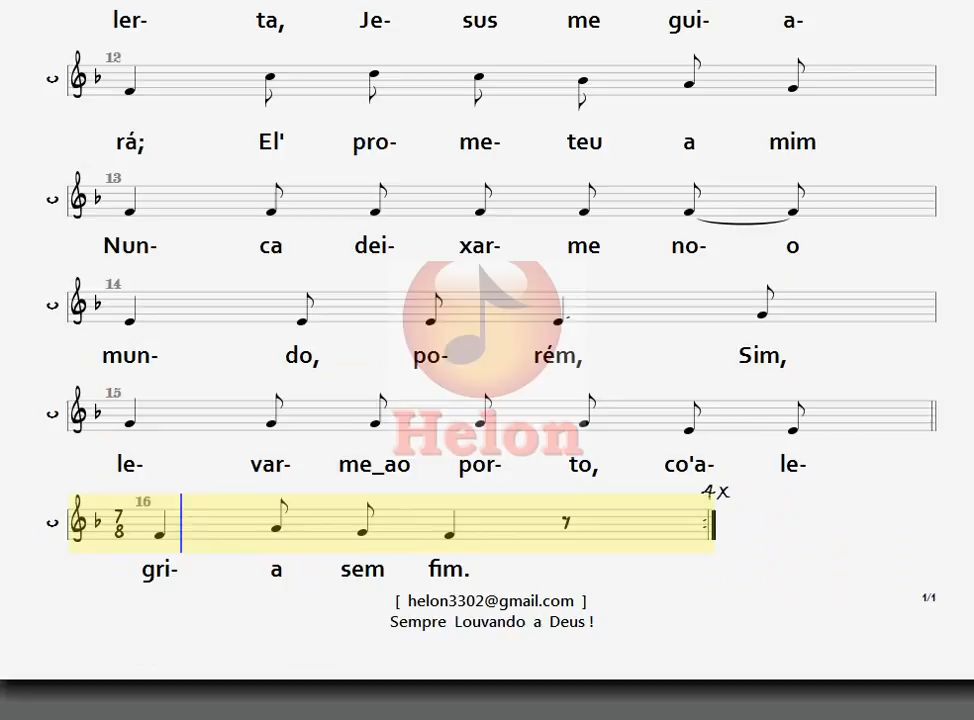 ler- ta, Je- sus me gui- a-
12
rá; El' pro- me- teu a mim
13
Nun- ca dei- xar- me no- o
14
mun- do, po- rém, Sim,
15
le- var- me_ao por- to, co'a- le-
Helon
16 4x
7
8
gri- a sem fim.
[ helon3302@gmail.com ]
1/1
Sempre Louvando a Deus !